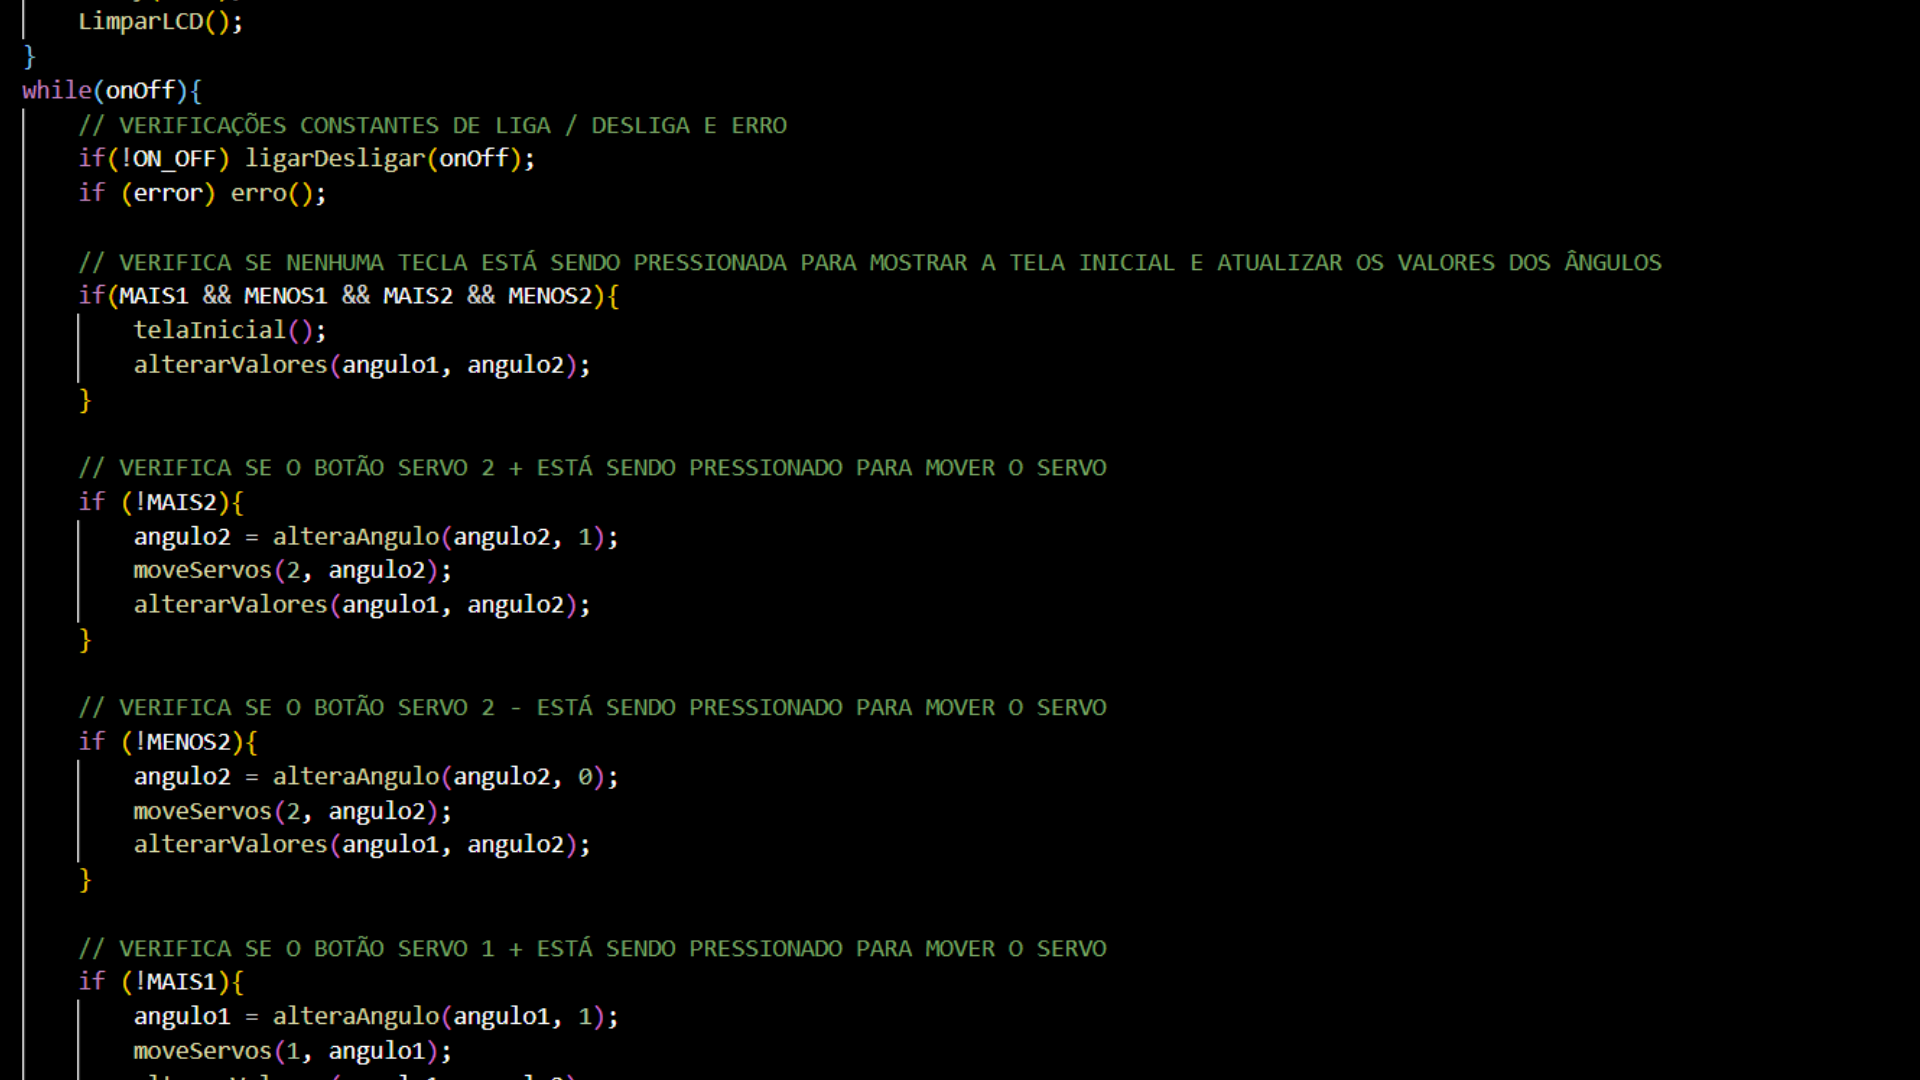 LimparLCD();
}
while(onOff){
// VERIFICAÇÕES CONSTANTES DE LIGA / DESLIGA E ERRO
if(!ON_OFF) ligarDesligar(onOff);
if (error) erro();
// VERIFICA SE NENHUMA TECLA ESTÁ SENDO PRESSIONADA PARA MOSTRAR A TELA INICIAL E ATUALIZAR OS VALORES DOS ÂNGULOS
if(MAIS1 && MENOS1 && MAIS2 && MENOS2){
telaInicial();
alterarValores(angulo1, angulo2);
}
// VERIFICA SE O BOTÃO SERVO 2 + ESTÁ SENDO PRESSIONADO PARA MOVER O SERVO
if (!MAIS2){
angulo2 = alteraAngulo(angulo2, 1);
moveServos(2, angulo2);
alterarValores(angulo1, angulo2);
}
// VERIFICA SE O BOTÃO SERVO 2 - ESTÁ SENDO PRESSIONADO PARA MOVER O SERVO
if (!MENOS2){
angulo2 = alteraAngulo(angulo2, 0);
moveServos(2, angulo2);
alterarValores(angulo1, angulo2);
}
// VERIFICA SE O BOTÃO SERVO 1 + ESTÁ SENDO PRESSIONADO PARA MOVER O SERVO
if (!MAIS1){
angulo1 = alteraAngulo(angulo1, 1);
moveServos(1, angulo1);